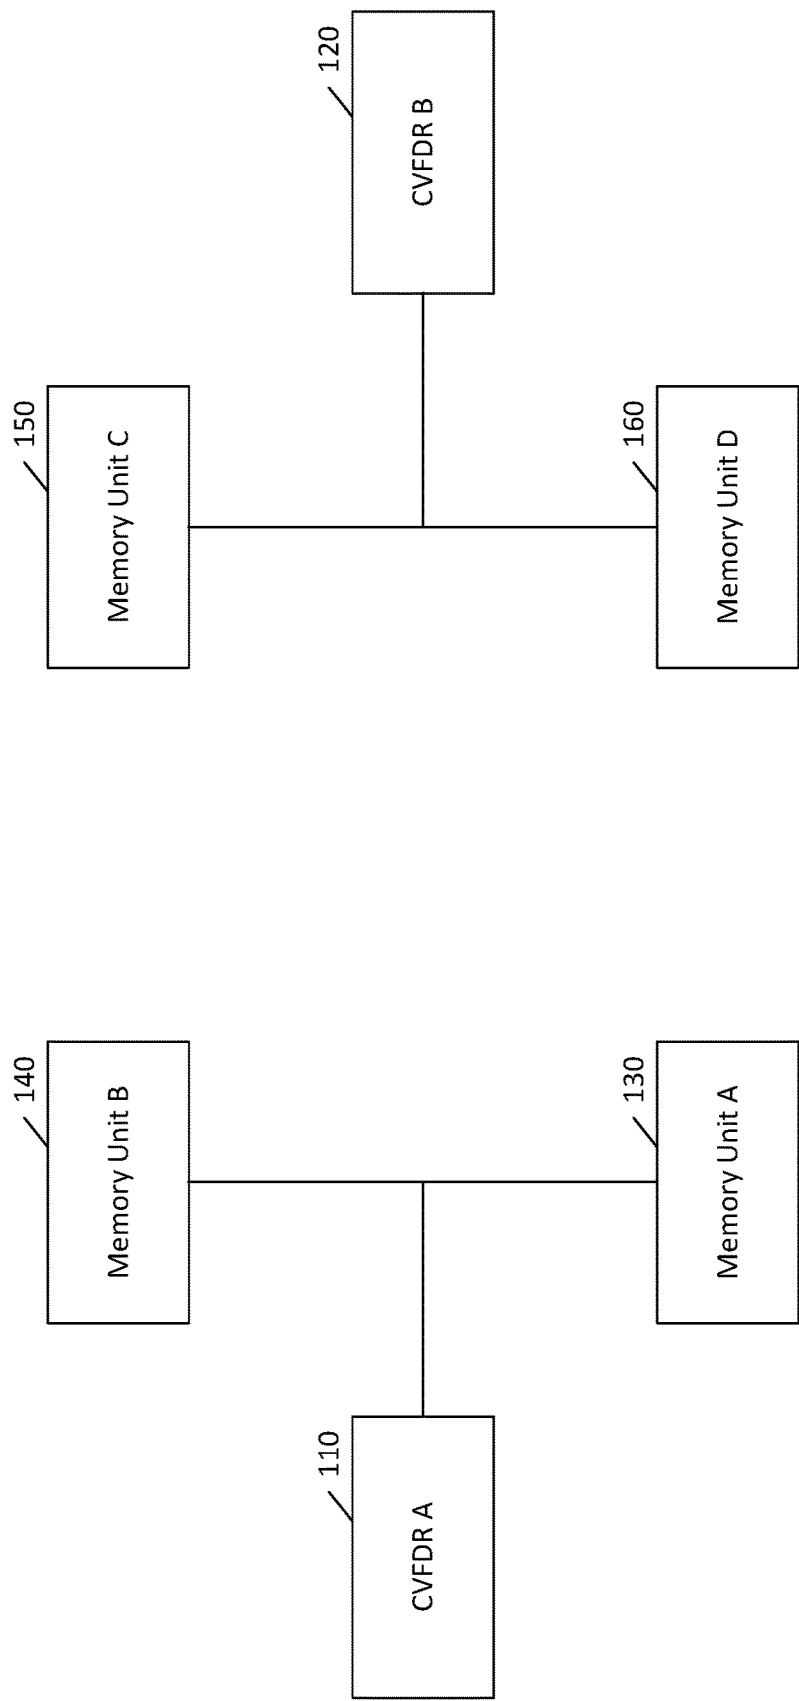 140
Memory Unit B
150
Memory Unit C
110
CVFDR A
120
CVFDR B
130
Memory Unit A
160
Memory Unit D